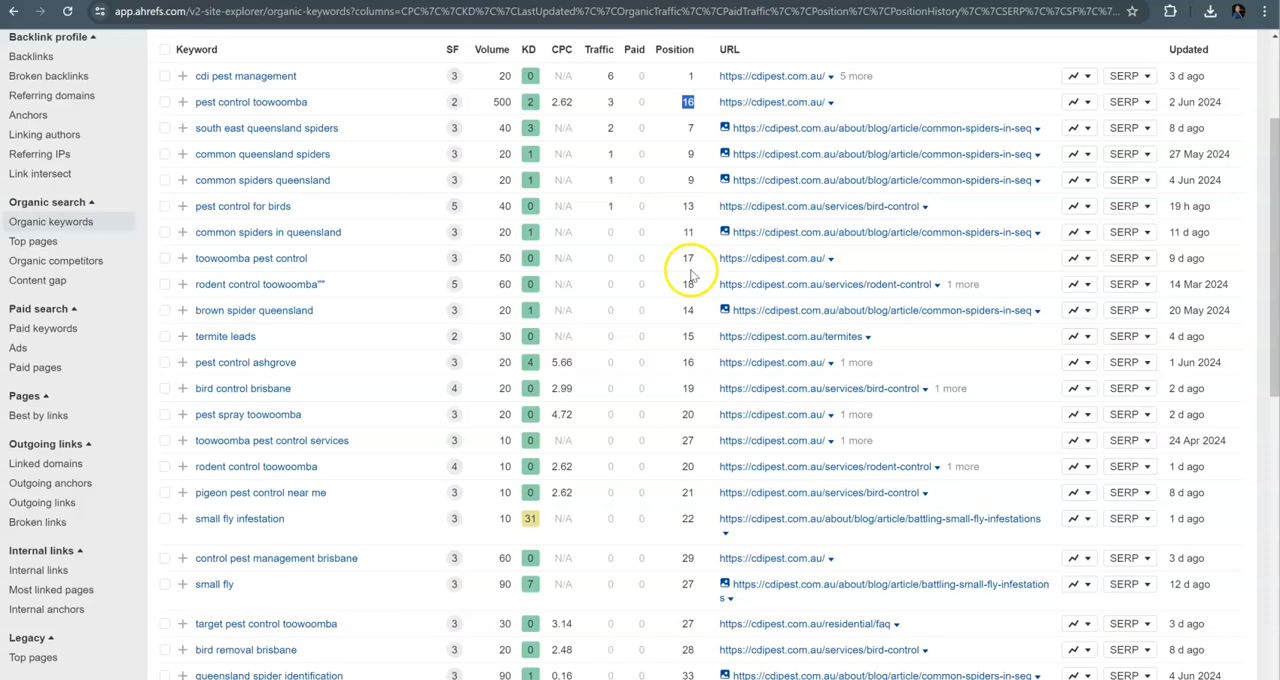 app.ahrefs.com/v2-site-explorer/organic-keywords?columns=CPC%7C%7CKD%7C%7CLastUpdated%7C%7COrganicTraffic%7C%7CPaidTraffic%7C%7CPosition%7C%7CPositionHistory%7C%7CSERP%7C%7CSF%7C%7...
Backlink profile
Backlinks
Broken backlinks
Referring domains
Anchors
Linking authors
Referring IPs
Link intersect
Organic search
Organic keywords
Top pages
Organic competitors
Content gap
Paid search
Paid keywords
Ads
Paid pages
Pages
Best by links
Outgoing links
Linked domains
Outgoing anchors
Outgoing links
Broken links
Internal links
Internal links
Most linked pages
Internal anchors
Legacy
Top pages
Keyword SF Volume KD CPC Traffic Paid Position URL Updated
cdi pest management 3 20 0 N/A 6 0 1 https://cdipest.com.au/ 5 more SERP 3 d ago
pest control toowoomba 2 500 2 2.62 3 0 16 https://cdipest.com.au/ SERP 2 Jun 2024
south east queensland spiders 3 40 3 N/A 2 0 7 https://cdipest.com.au/about/blog/article/common-spiders-in-seq SERP 8 d ago
common queensland spiders 3 20 1 N/A 1 0 9 https://cdipest.com.au/about/blog/article/common-spiders-in-seq SERP 27 May 2024
common spiders queensland 3 20 1 N/A 1 0 9 https://cdipest.com.au/about/blog/article/common-spiders-in-seq SERP 4 Jun 2024
pest control for birds 5 40 0 N/A 1 0 13 https://cdipest.com.au/services/bird-control SERP 19 h ago
common spiders in queensland 3 20 1 N/A 0 0 11 https://cdipest.com.au/about/blog/article/common-spiders-in-seq SERP 11 d ago
toowoomba pest control 3 50 0 N/A 0 0 17 https://cdipest.com.au/ SERP 9 d ago
rodent control toowoomba"" 5 60 0 N/A 0 0 18 https://cdipest.com.au/services/rodent-control 1 more SERP 14 Mar 2024
brown spider queensland 3 20 1 N/A 0 0 14 https://cdipest.com.au/about/blog/article/common-spiders-in-seq SERP 20 May 2024
termite leads 2 30 0 N/A 0 0 15 https://cdipest.com.au/termites SERP 4 d ago
pest control ashgrove 3 20 4 5.66 0 0 16 https://cdipest.com.au/ 1 more SERP 1 Jun 2024
bird control brisbane 4 20 0 2.99 0 0 19 https://cdipest.com.au/services/bird-control 1 more SERP 2 d ago
pest spray toowoomba 3 20 0 4.72 0 0 20 https://cdipest.com.au/ 1 more SERP 2 d ago
toowoomba pest control services 3 10 0 N/A 0 0 27 https://cdipest.com.au/ 1 more SERP 24 Apr 2024
rodent control toowoomba 4 10 0 2.62 0 0 20 https://cdipest.com.au/services/rodent-control 1 more SERP 1 d ago
pigeon pest control near me 3 10 0 2.62 0 0 21 https://cdipest.com.au/services/bird-control SERP 8 d ago
small fly infestation 3 10 31 N/A 0 0 22 https://cdipest.com.au/about/blog/article/battling-small-fly-infestations SERP 1 d ago
control pest management brisbane 3 60 0 N/A 0 0 29 https://cdipest.com.au/ SERP 3 d ago
small fly 3 90 7 N/A 0 0 27 https://cdipest.com.au/about/blog/article/battling-small-fly-infestation SERP 12 d ago
s
target pest control toowoomba 3 30 0 3.14 0 0 27 https://cdipest.com.au/residential/faq SERP 3 d ago
bird removal brisbane 3 20 0 2.48 0 0 28 https://cdipest.com.au/services/bird-control SERP 8 d ago
queensland spider identification 3 90 1 0.16 0 0 33 https://cdipest.com.au/about/blog/article/common-spiders-in-seq SERP 4 Jun 2024